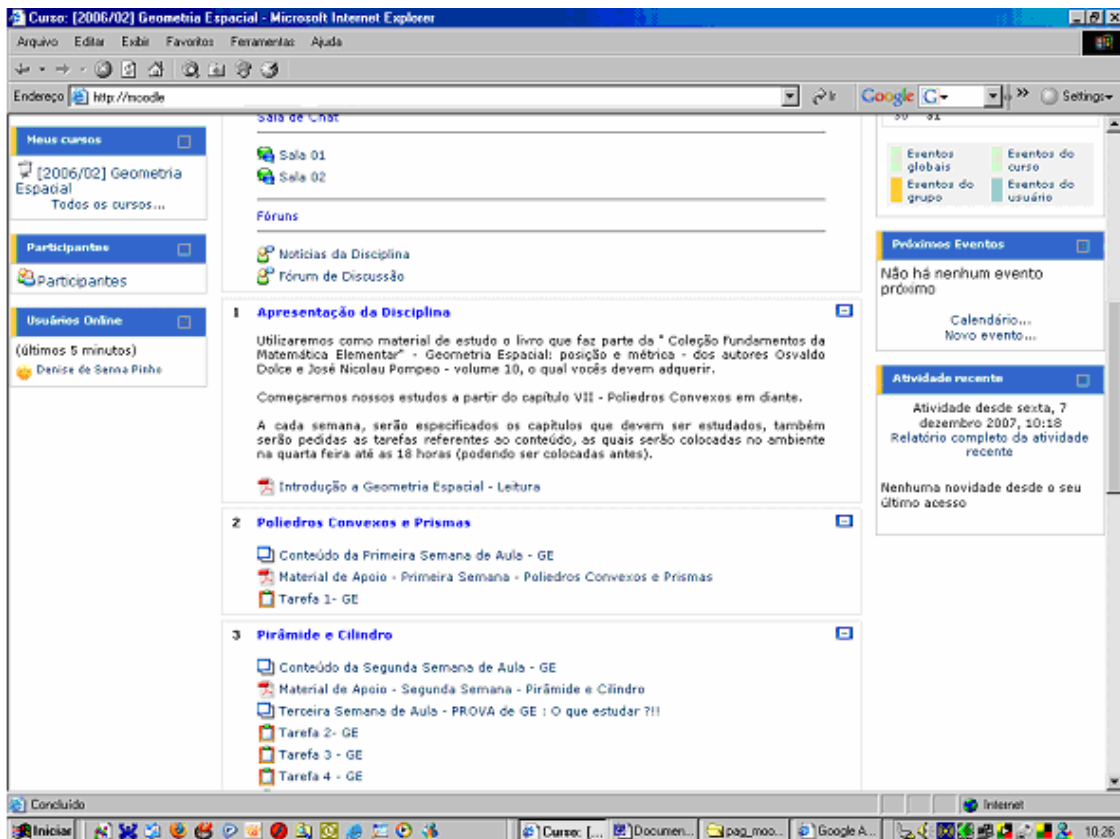 Curso: [2006/02] Geometria Espacial - Microsoft Internet Explorer
Arquivo Editar Exibir Favoritos Ferramentas Ajuda
Endereço http://moodle Ir Google G Settings
Meus cursos
[2006/02] Geometria
Espacial
Todos os cursos...
Participantes
Participantes
Usuários Online
(últimos 5 minutos)
Denise de Senna Pinho
Sala de Chat
Sala 01
Sala 02
Fóruns
Notícias da Disciplina
Fórum de Discussão
1 Apresentação da Disciplina
Utilizaremos como material de estudo o livro que faz parte da " Coleção Fundamentos da
Matemática Elementar" - Geometria Espacial: posição e métrica - dos autores Osvaldo
Dolce e José Nicolau Pompeo - volume 10, o qual vocês devem adquerir.
Começaremos nossos estudos a partir do capítulo VII - Poliedros Convexos em diante.
A cada semana, serão especificados os capítulos que devem ser estudados, também
serão pedidas as tarefas referentes ao conteúdo, as quais serão colocadas no ambiente
na quarta feira até as 18 horas (podendo ser colocadas antes).
Introdução a Geometria Espacial - Leitura
2 Poliedros Convexos e Prismas
Conteúdo da Primeira Semana de Aula - GE
Material de Apoio - Primeira Semana - Poliedros Convexos e Prismas
Tarefa 1- GE
3 Pirâmide e Cilindro
Conteúdo da Segunda Semana de Aula - GE
Material de Apoio - Segunda Semana - Pirâmide e Cilindro
Terceira Semana de Aula - PROVA de GE : O que estudar ?!!
Tarefa 2- GE
Tarefa 3 - GE
Tarefa 4 - GE
30 31
Eventos globais
Eventos do curso
Eventos do grupo
Eventos do usuário
Próximos Eventos
Não há nenhum evento
próximo
Calendário...
Novo evento...
Atividade recente
Atividade desde sexta, 7
dezembro 2007, 10:18
Relatório completo da atividade
recente
Nenhuma novidade desde o seu
último acesso
Concluído Internet
Iniciar Curso: [... Documen... pag_moo... Google A...